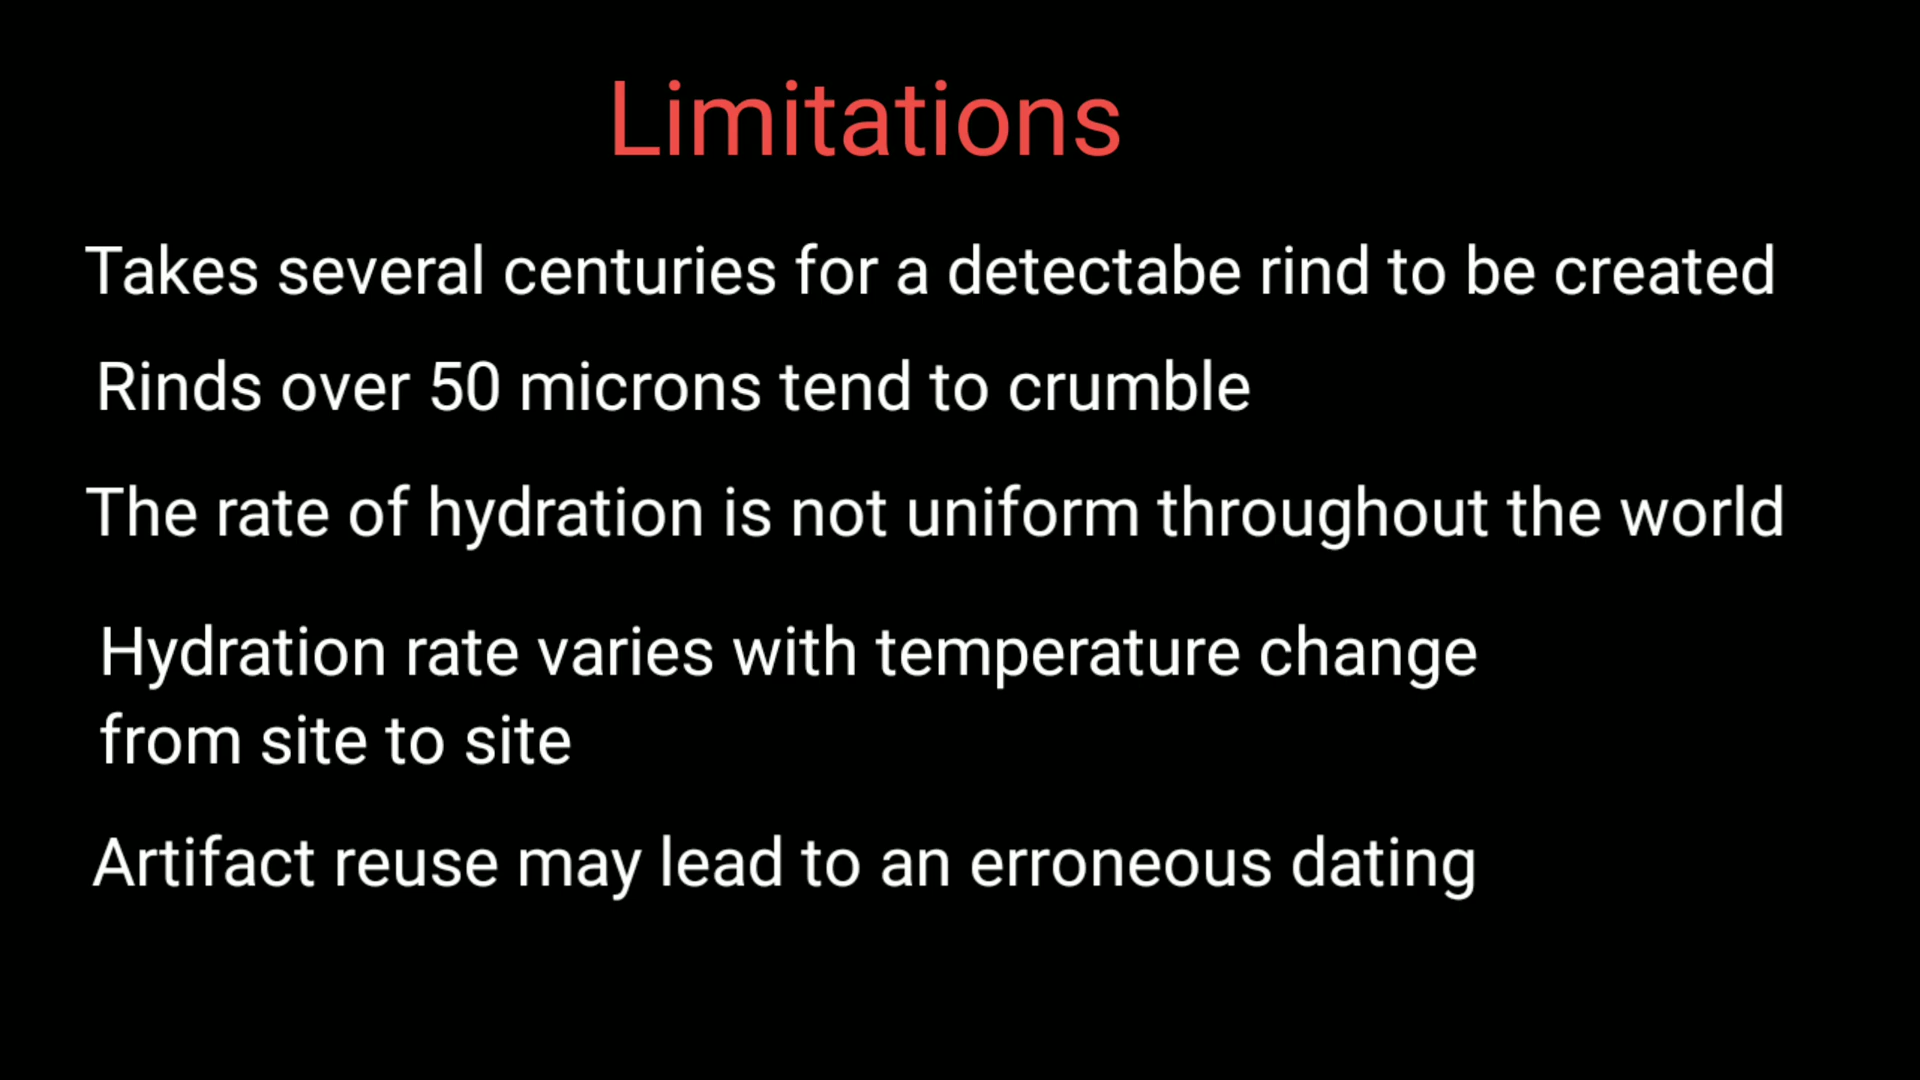 Limitations
Takes several centuries for a detectabe rind to be created
Rinds over 50 microns tend to crumble
The rate of hydration is not uniform throughout the world
Hydration rate varies with temperature change
from site to site
Artifact reuse may lead to an erroneous dating